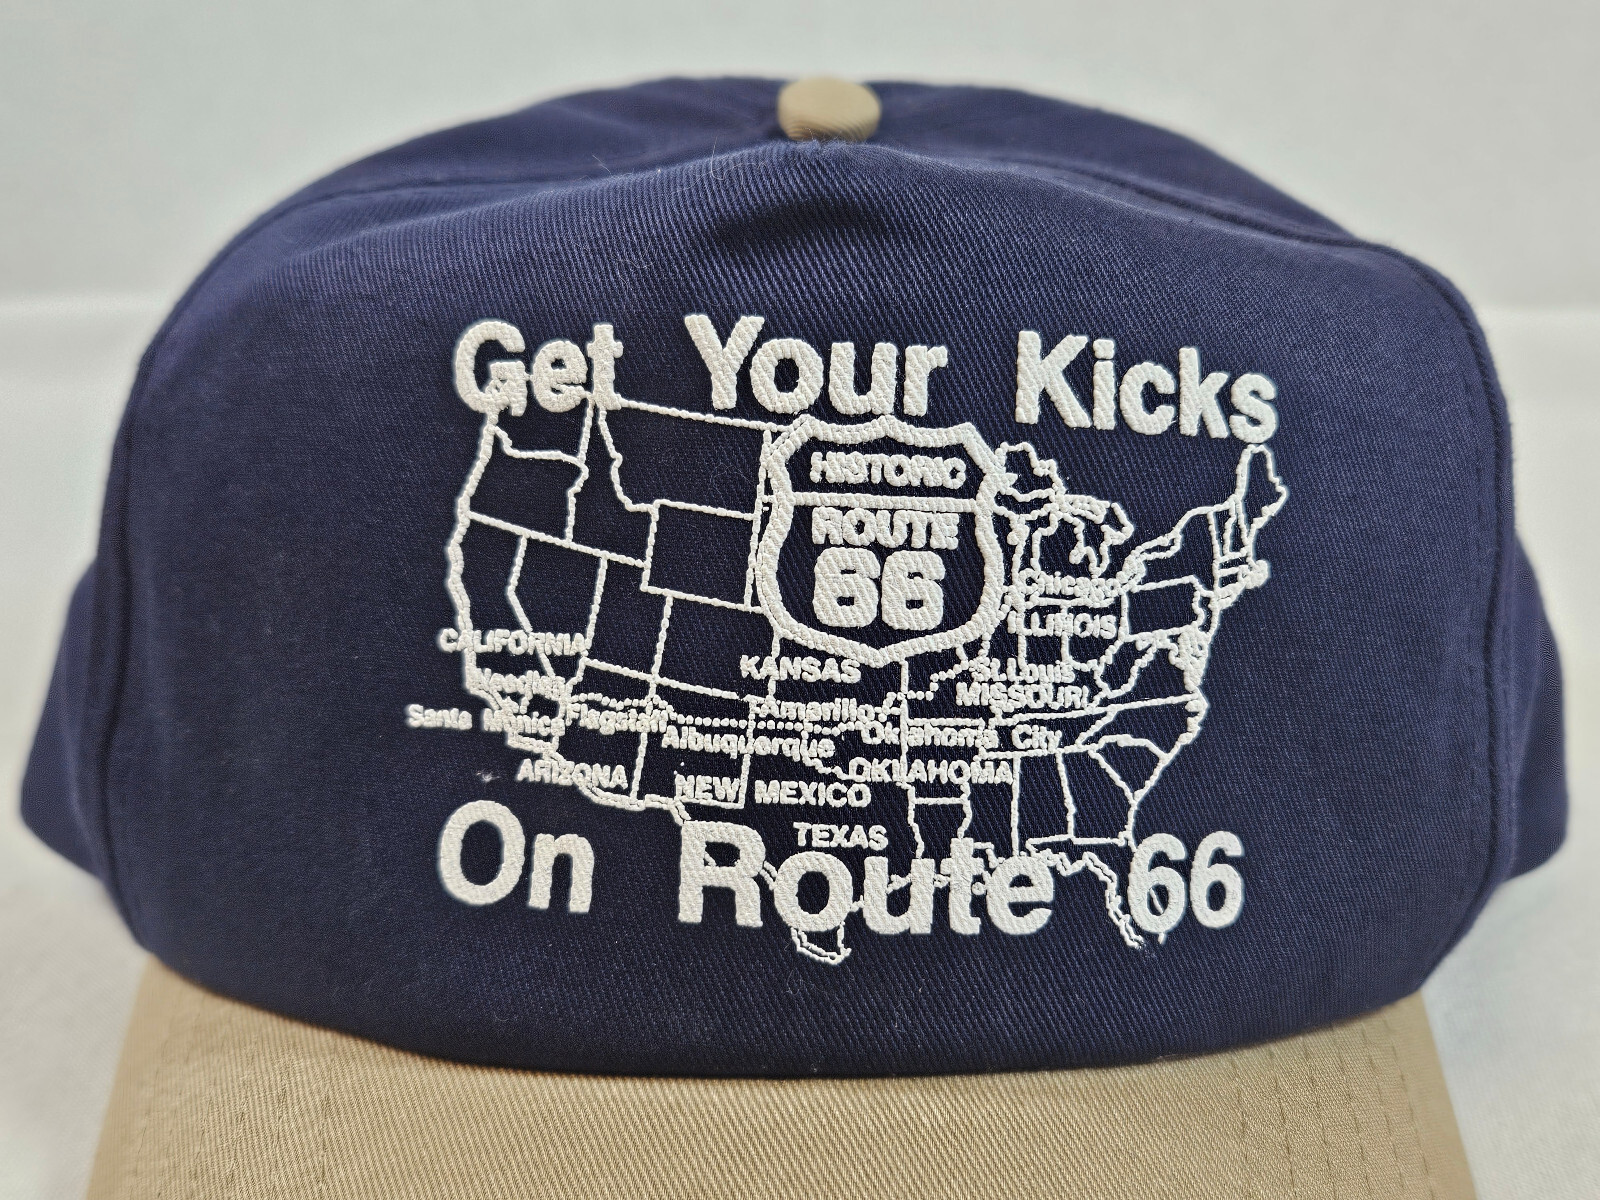 Get Your Kicks
HISTORIC
ROUTE
66
Chicago
ILLINOIS
CALIFORNIA
KANSAS
St. Louis
Needles
MISSOURI
Santa Monica
Flagstaff
Amarillo
Albuquerque
Oklahoma City
ARIZONA
OKLAHOMA
NEW MEXICO
TEXAS
On Route 66